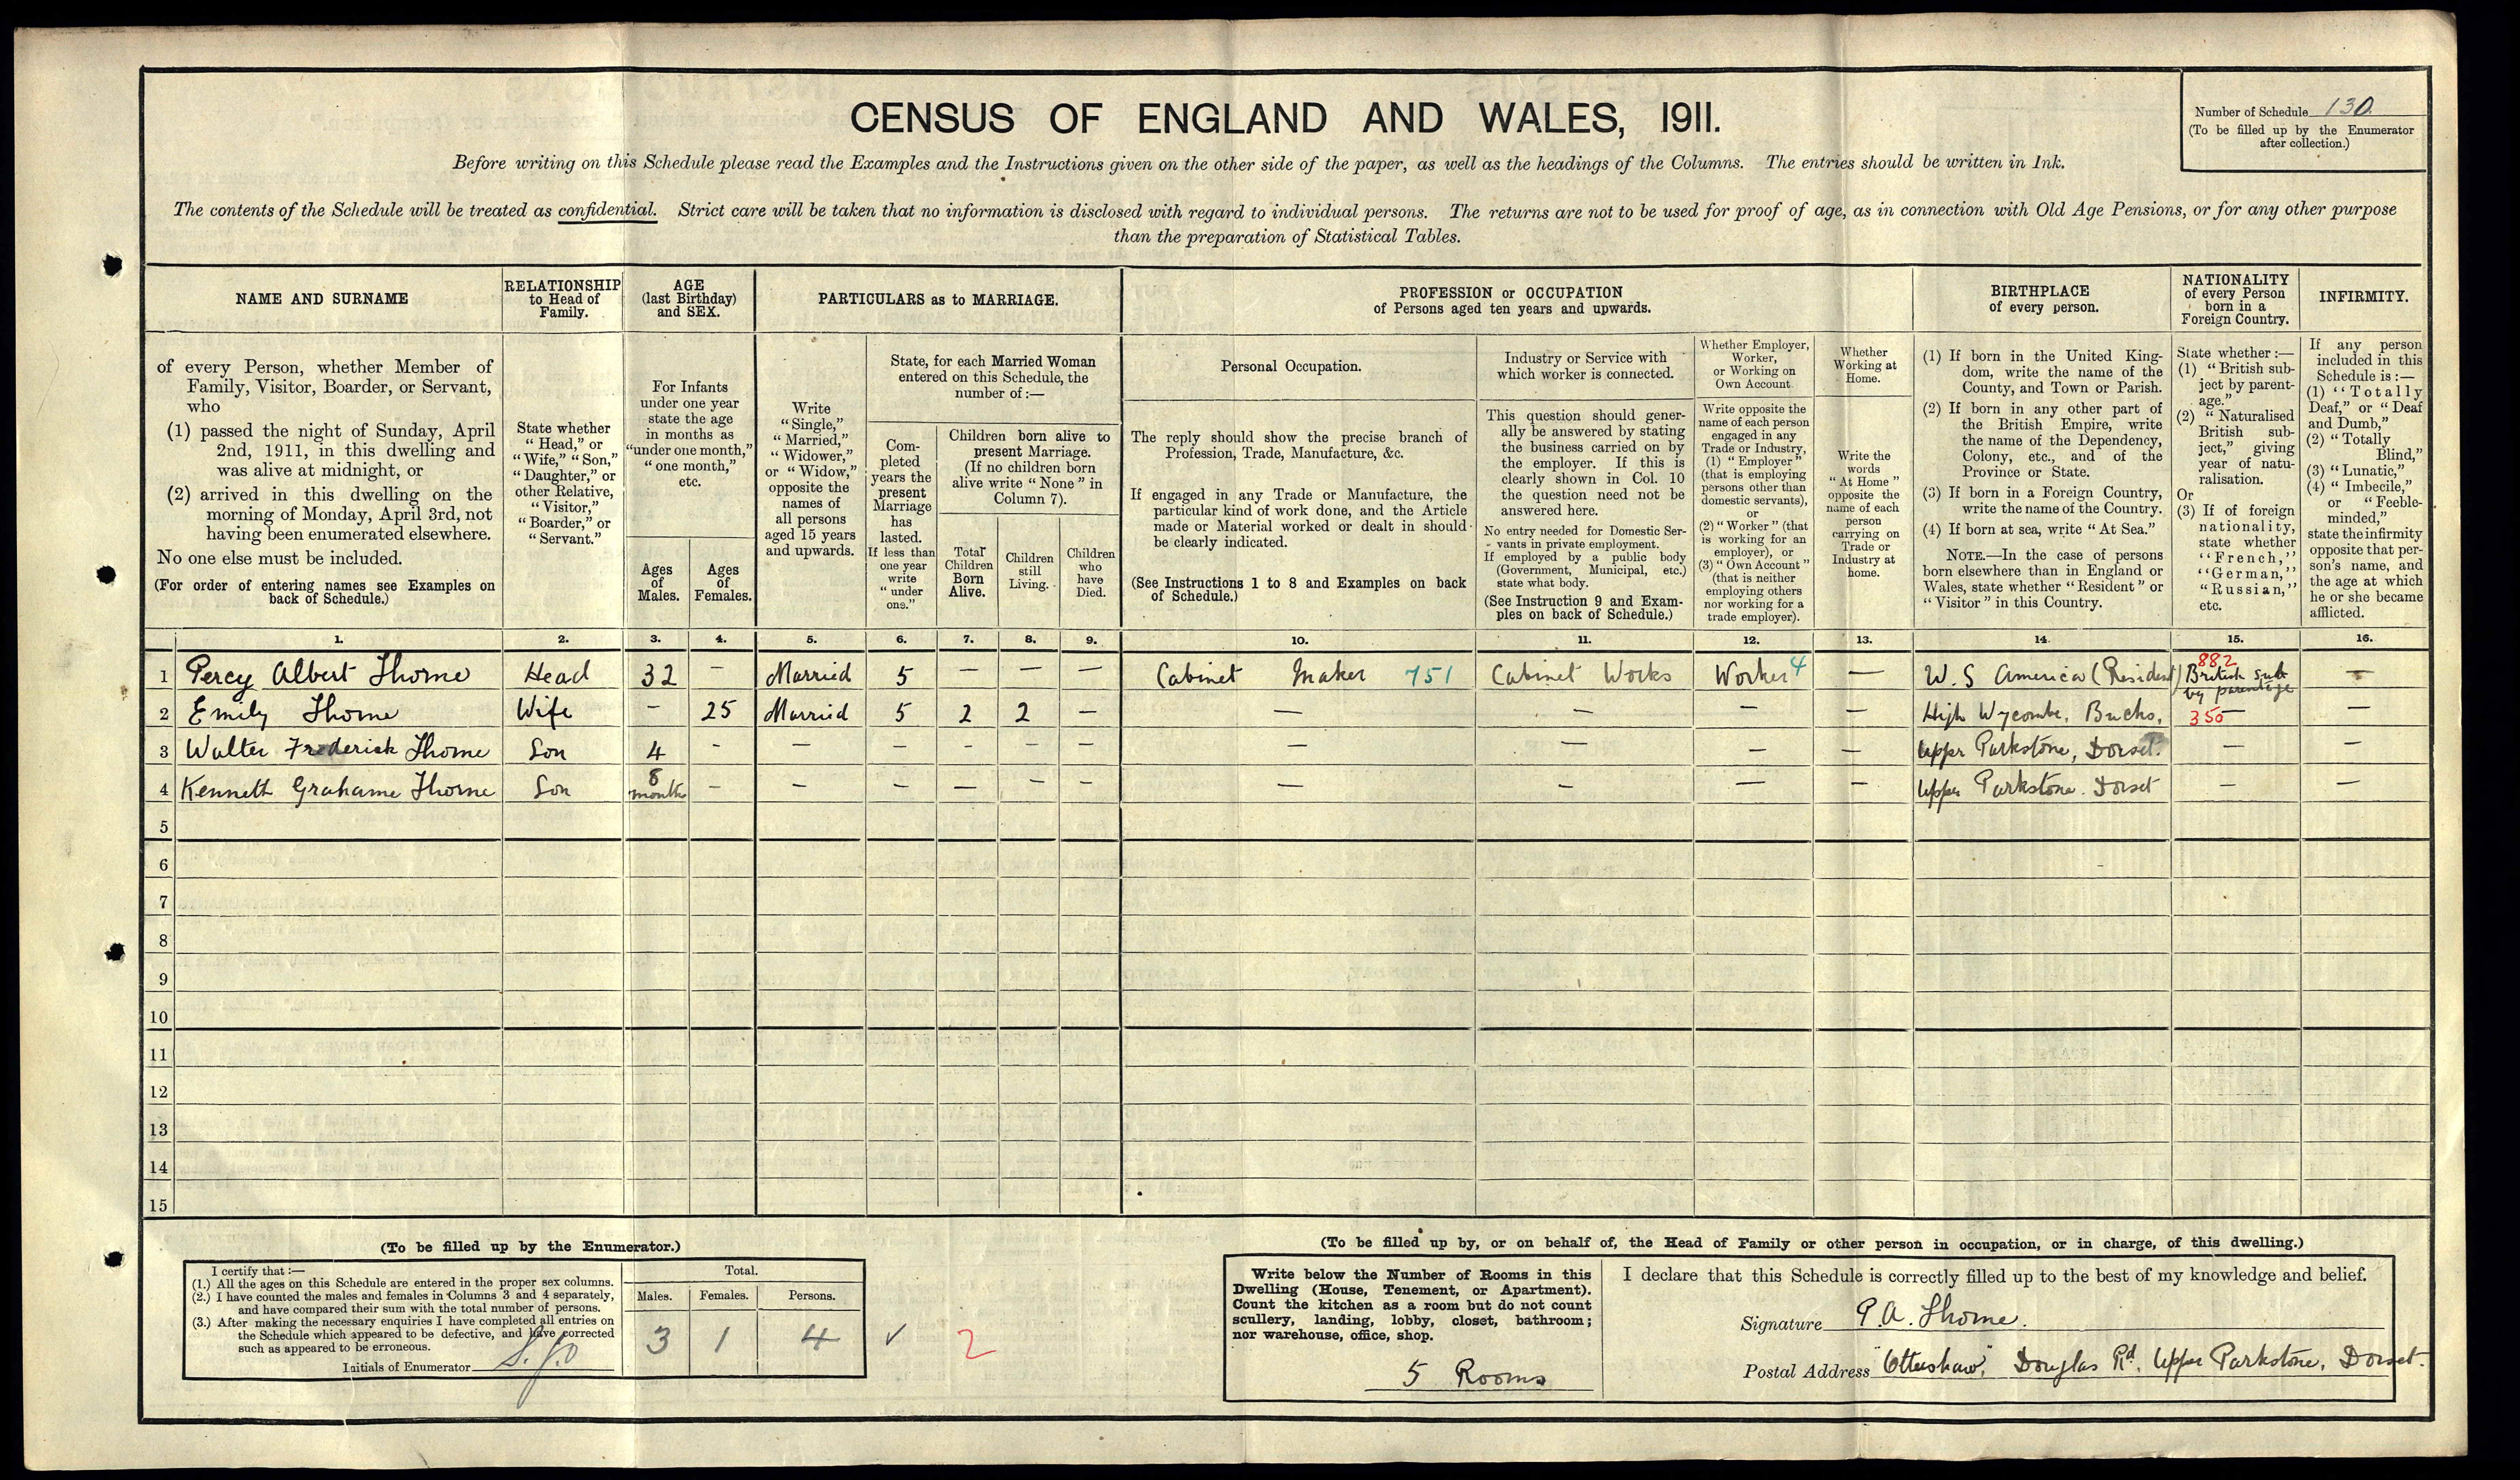 CENSUS OF ENGLAND AND WALES, 1911.
Number of Schedule 130.
(To be filled up by the Enumerator
after collection.)
Before writing on this Schedule please read the Examples and the Instructions given on the other side of the paper, as well as the headings of the Columns. The entries should be written in Ink.
The contents of the Schedule will be treated as confidential. Strict care will be taken that no information is disclosed with regard to individual persons. The returns are not to be used for proof of age, as in connection with Old Age Pensions, or for any other purpose
than the preparation of Statistical Tables.
NAME AND SURNAME
of every Person, whether Member of
Family, Visitor, Boarder, or Servant,
who
(1) passed the night of Sunday, April
2nd, 1911, in this dwelling and
was alive at midnight, or
(2) arrived in this dwelling on the
morning of Monday, April 3rd, not
having been enumerated elsewhere.
No one else must be included.
(For order of entering names see Examples on
back of Schedule.)
RELATIONSHIP
to Head of
Family.
State whether
"Head," or
"Wife," "Son,"
"Daughter," or
other Relative,
"Visitor,"
"Boarder," or
"Servant."
AGE
(last Birthday)
and SEX.
For Infants
under one year
state the age
in months as
"under one month,"
"one month,"
etc.
Ages
of
Males.
Ages
of
Females.
PARTICULARS as to MARRIAGE.
Write
"Single,"
"Married,"
"Widower,"
or "Widow,"
opposite the
names of
all persons
aged 15 years
and upwards.
State, for each Married Woman
entered on this Schedule, the
number of:—
Com-
pleted
years the
present
Marriage
has
lasted.
If less than
one year
write
"under
one."
Children born alive to
present Marriage.
(If no children born
alive write "None" in
Column 7).
Total
Children
Born
Alive.
Children
still
Living.
Children
who
have
Died.
PROFESSION or OCCUPATION
of Persons aged ten years and upwards.
Personal Occupation.
The reply should show the precise branch of
Profession, Trade, Manufacture, &c.
If engaged in any Trade or Manufacture, the
particular kind of work done, and the Article
made or Material worked or dealt in should
be clearly indicated.
(See Instructions 1 to 8 and Examples on back
of Schedule.)
Industry or Service with
which worker is connected.
This question should gener-
ally be answered by stating
the business carried on by
the employer. If this is
clearly shown in Col. 10
the question need not be
answered here.
No entry needed for Domestic Ser-
vants in private employment.
If employed by a public body
(Government, Municipal, etc.)
state what body.
(See Instruction 9 and Exam-
ples on back of Schedule.)
Whether Employer,
Worker,
or Working on
Own Account
Write opposite the
name of each person
engaged in any
Trade or Industry,
(1) "Employer"
(that is employing
persons other than
domestic servants),
or
(2) "Worker" (that
is working for an
employer), or
(3) "Own Account"
(that is neither
employing others
nor working for a
trade employer).
Whether
Working at
Home.
Write the
words
"At Home"
opposite the
name of each
person
carrying on
Trade or
Industry at
home.
BIRTHPLACE
of every person.
(1) If born in the United King-
dom, write the name of the
County, and Town or Parish.
(2) If born in any other part of
the British Empire, write
the name of the Dependency,
Colony, etc., and of the
Province or State.
(3) If born in a Foreign Country,
write the name of the Country.
(4) If born at sea, write "At Sea."
NOTE.—In the case of persons
born elsewhere than in England or
Wales, state whether "Resident" or
"Visitor" in this Country.
NATIONALITY
of every Person
born in a
Foreign Country.
State whether:—
(1) "British sub-
ject by parent-
age."
(2) "Naturalised
British sub-
ject," giving
year of natu-
ralisation.
Or
(3) If of foreign
nationality,
state whether
"French,"
"German,"
"Russian,"
etc.
INFIRMITY.
If any person
included in this
Schedule is:—
(1) "Totally
Deaf," or "Deaf
and Dumb,"
(2) "Totally
Blind,"
(3) "Lunatic,"
(4) "Imbecile,"
or "Feeble-
minded,"
state the infirmity
opposite that per-
son's name, and
the age at which
he or she became
afflicted.
1. 2. 3. 4. 5. 6. 7. 8. 9. 10. 11. 12. 13. 14. 15. 16.
882
1 Percy Albert Thorne Head 32 – Married 5 – – – Cabinet Maker 751 Cabinet Works Worker 4 – W. S America (Resident) British sub –
by parentage
2 Emily Thorne Wife – 25 Married 5 2 2 – – – – – High Wycombe, Bucks, 350 – –
3 Walter Frederick Thorne Son 4 – – – – – – – – – – Upper Parkstone, Dorset. – –
4 Kenneth Grahame Thorne Son 8 months – – – – – – – – – – Upper Parkstone. Dorset – –
5
6
7
8
9
10
11
12
13
14
15
(To be filled up by the Enumerator.)
I certify that:—
(1.) All the ages on this Schedule are entered in the proper sex columns.
(2.) I have counted the males and females in Columns 3 and 4 separately,
and have compared their sum with the total number of persons.
(3.) After making the necessary enquiries I have completed all entries on
the Schedule which appeared to be defective, and have corrected
such as appeared to be erroneous.
Initials of Enumerator
Total.
Males. Females. Persons.
3 1 4 ✓ 2
(To be filled up by, or on behalf of, the Head of Family or other person in occupation, or in charge, of this dwelling.)
Write below the Number of Rooms in this
Dwelling (House, Tenement, or Apartment).
Count the kitchen as a room but do not count
scullery, landing, lobby, closet, bathroom;
nor warehouse, office, shop.
5 Rooms
I declare that this Schedule is correctly filled up to the best of my knowledge and belief.
Signature P.A. Thorne.
Postal Address "Ottershaw", Douglas Rd, Upper Parkstone, Dorset.